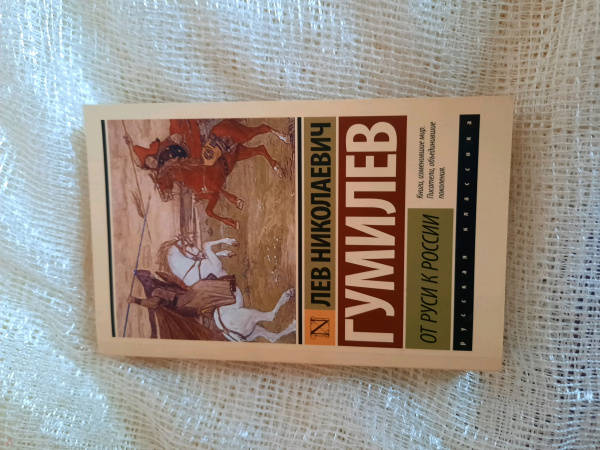 ЛЕВ НИКОЛАЕВИЧ
ГУМИЛЕВ
ОТ РУСИ К РОССИИ
Книги, изменившие мир.
Писатели, объединившие
поколения.
русская классика